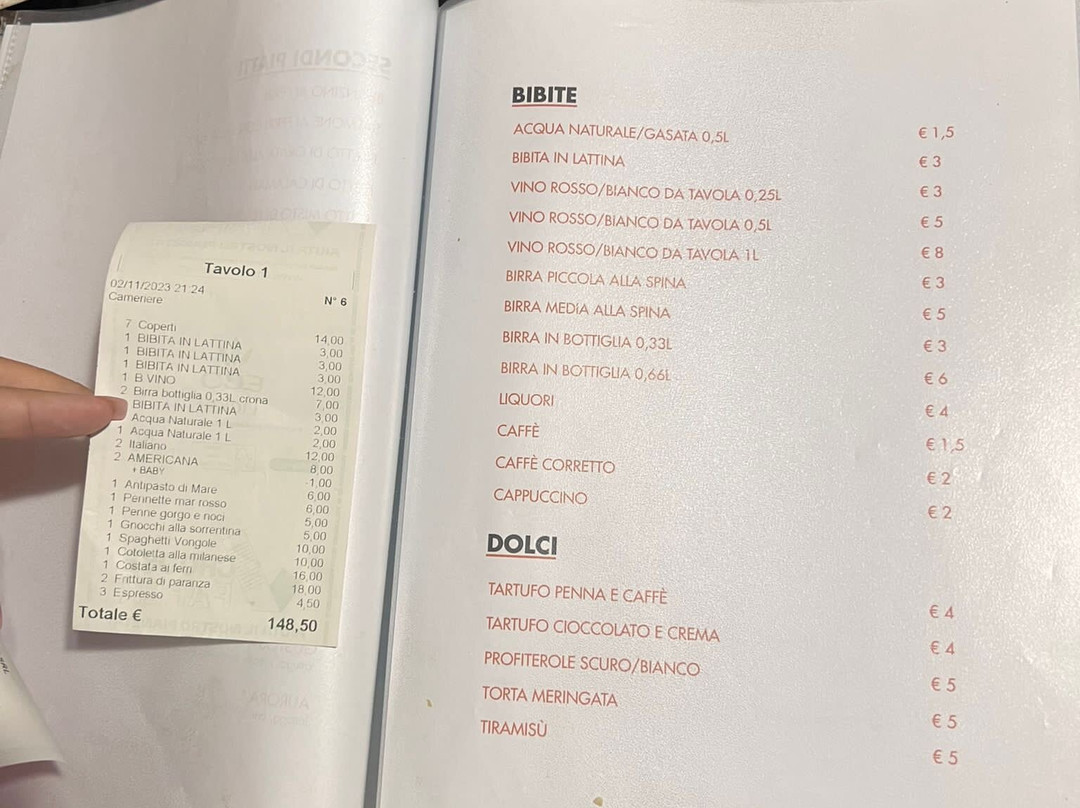 Tavolo 1
02/11/2023 21:24
Cameriere N° 6
7 Coperti 14,00
1 BIBITA IN LATTINA 3,00
1 BIBITA IN LATTINA 3,00
1 BIBITA IN LATTINA 3,00
1 B VINO 12,00
2 Birra bottiglia 0,33L crona 7,00
BIBITA IN LATTINA 3,00
Acqua Naturale 1 L 2,00
1 Acqua Naturale 1 L 2,00
2 Italiano 12,00
2 AMERICANA 8,00
+ BABY -1,00
1 Antipasto di Mare 6,00
1 Pennette mar rosso 6,00
1 Penne gorgo e noci 5,00
1 Gnocchi alla sorrentina 5,00
1 Spaghetti Vongole 10,00
1 Cotoletta alla milanese 10,00
1 Costata ai ferri 16,00
2 Frittura di paranza 18,00
3 Espresso 4,50
Totale € 148,50
BIBITE
ACQUA NATURALE/GASATA 0,5L € 1,5
BIBITA IN LATTINA € 3
VINO ROSSO/BIANCO DA TAVOLA 0,25L € 3
VINO ROSSO/BIANCO DA TAVOLA 0,5L € 5
VINO ROSSO/BIANCO DA TAVOLA 1L € 8
BIRRA PICCOLA ALLA SPINA € 3
BIRRA MEDiA ALLA SPINA € 5
BIRRA IN BOTTIGLIA 0,33L € 3
BIRRA IN BOTTIGLIA 0,66L € 6
LIQUORI € 4
CAFFÈ € 1,5
CAFFÈ CORRETTO € 2
CAPPUCCINO € 2
DOLCI
TARTUFO PENNA E CAFFÈ € 4
TARTUFO CIOCCOLATO E CREMA € 4
PROFITEROLE SCURO/BIANCO € 5
TORTA MERINGATA € 5
TIRAMISÙ € 5